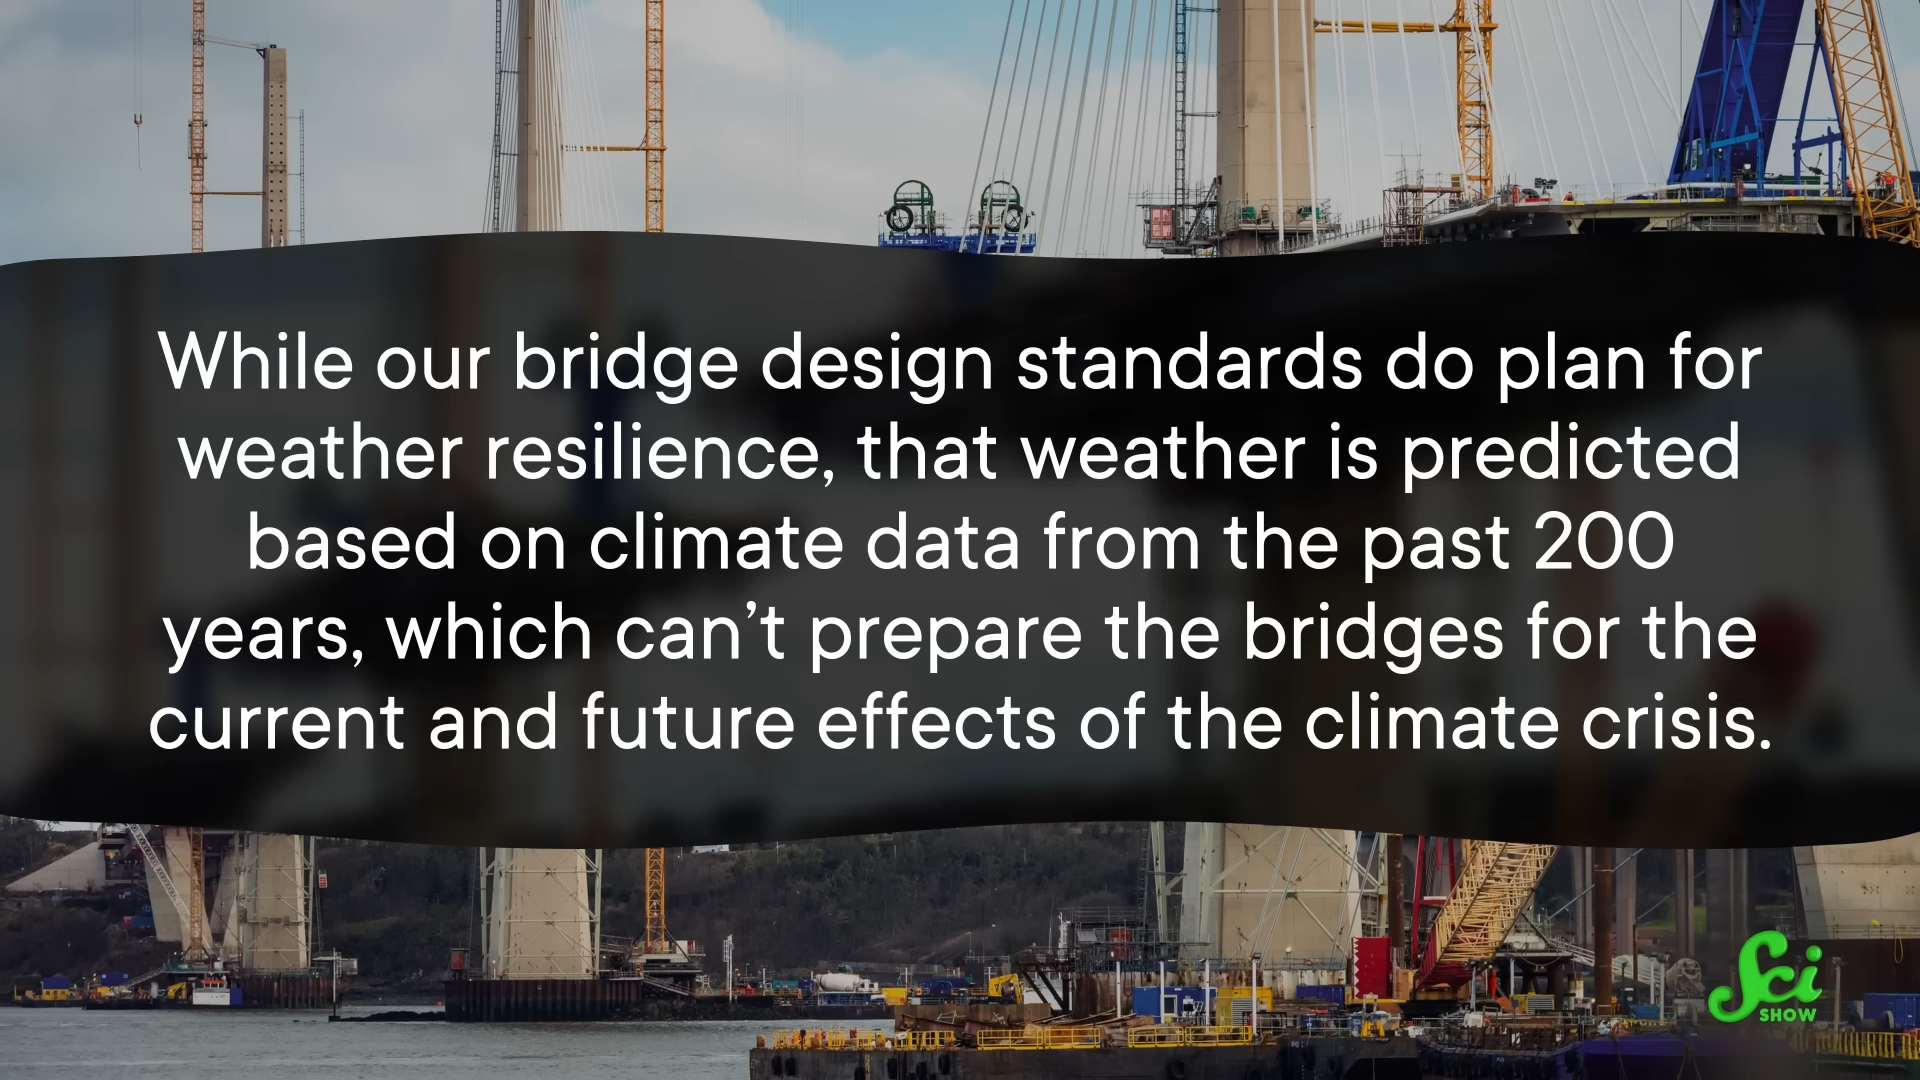 While our bridge design standards do plan for
weather resilience, that weather is predicted
based on climate data from the past 200
years, which can’t prepare the bridges for the
current and future effects of the climate crisis.
Sci
SHOW